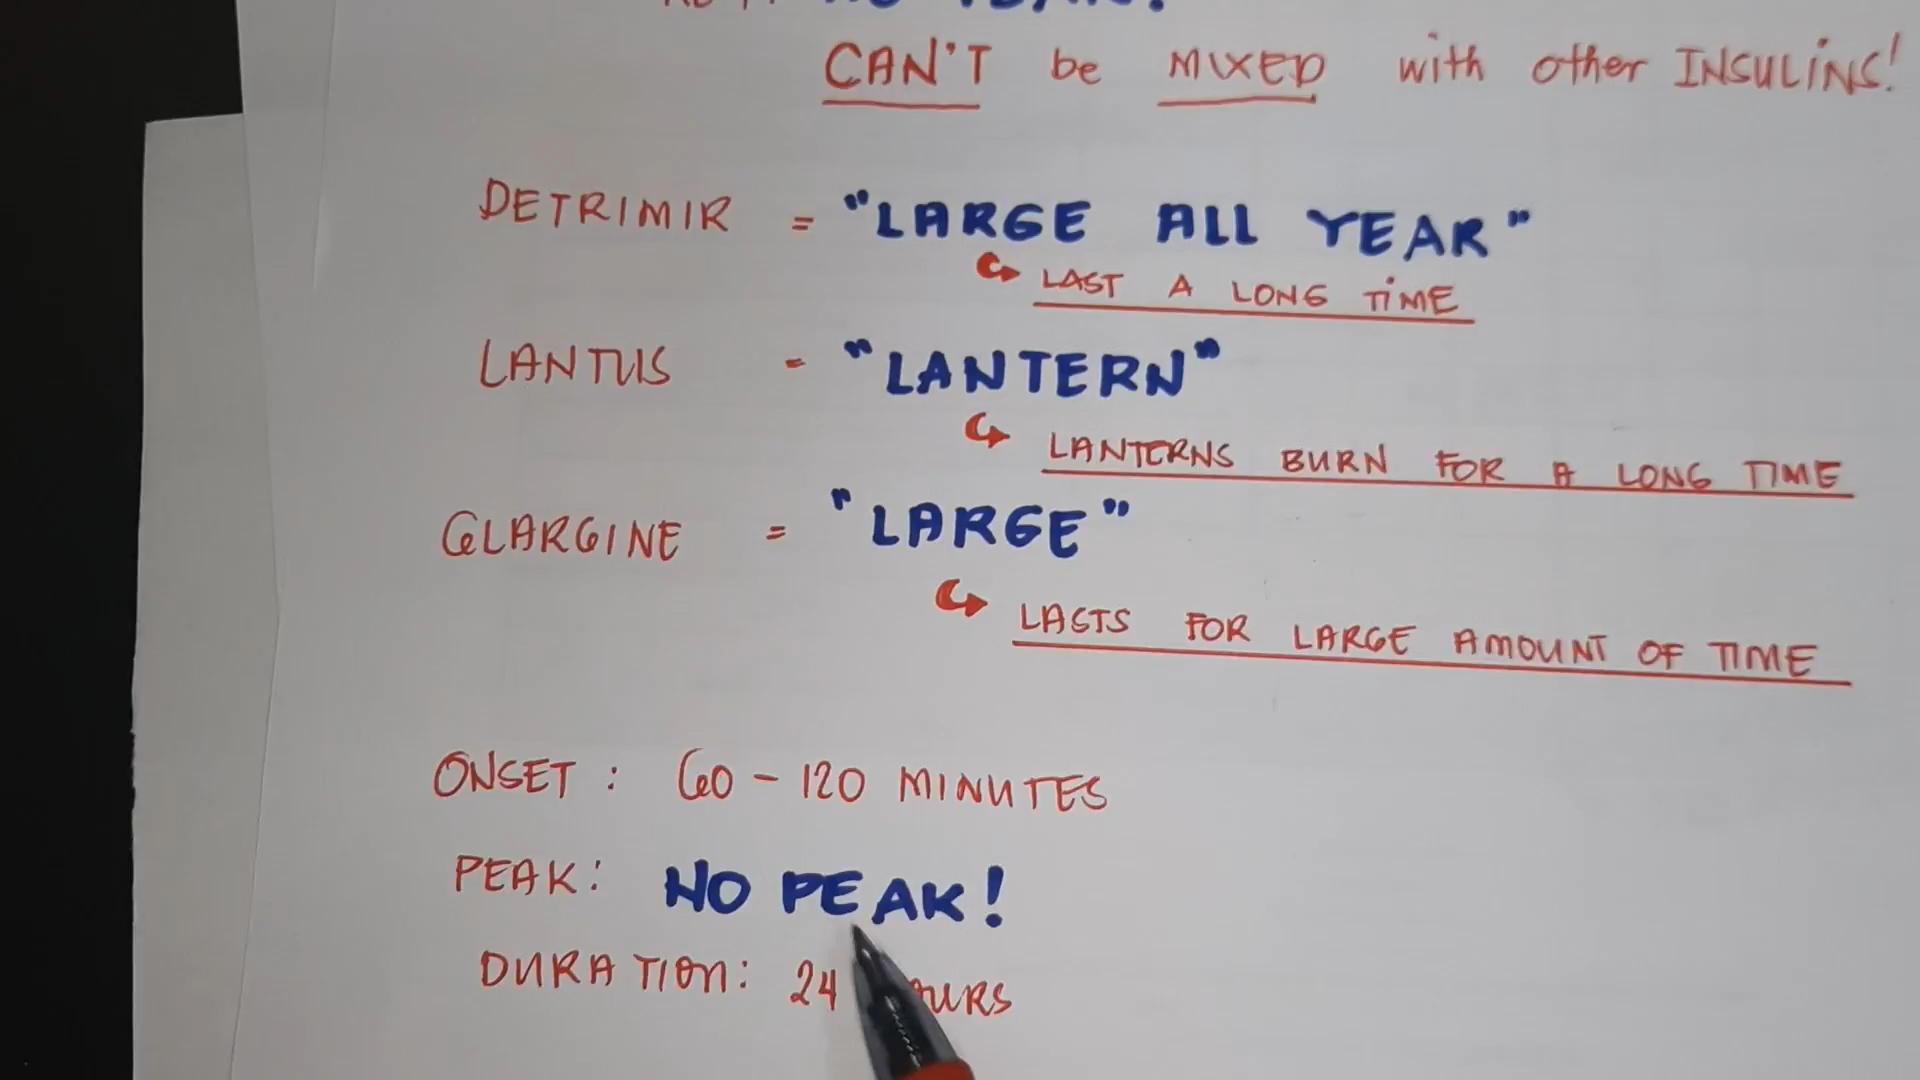 CAN'T be MIXED with other INSULINS!
DETRIMIR = "LARGE ALL YEAR"
LAST A LONG TIME
LANTUS = "LANTERN"
LANTERNS BURN FOR A LONG TIME
GLARGINE = "LARGE"
LASTS FOR LARGE AMOUNT OF TIME
ONSET: 60 - 120 MINUTES
PEAK: NO PEAK!
DURATION: 24